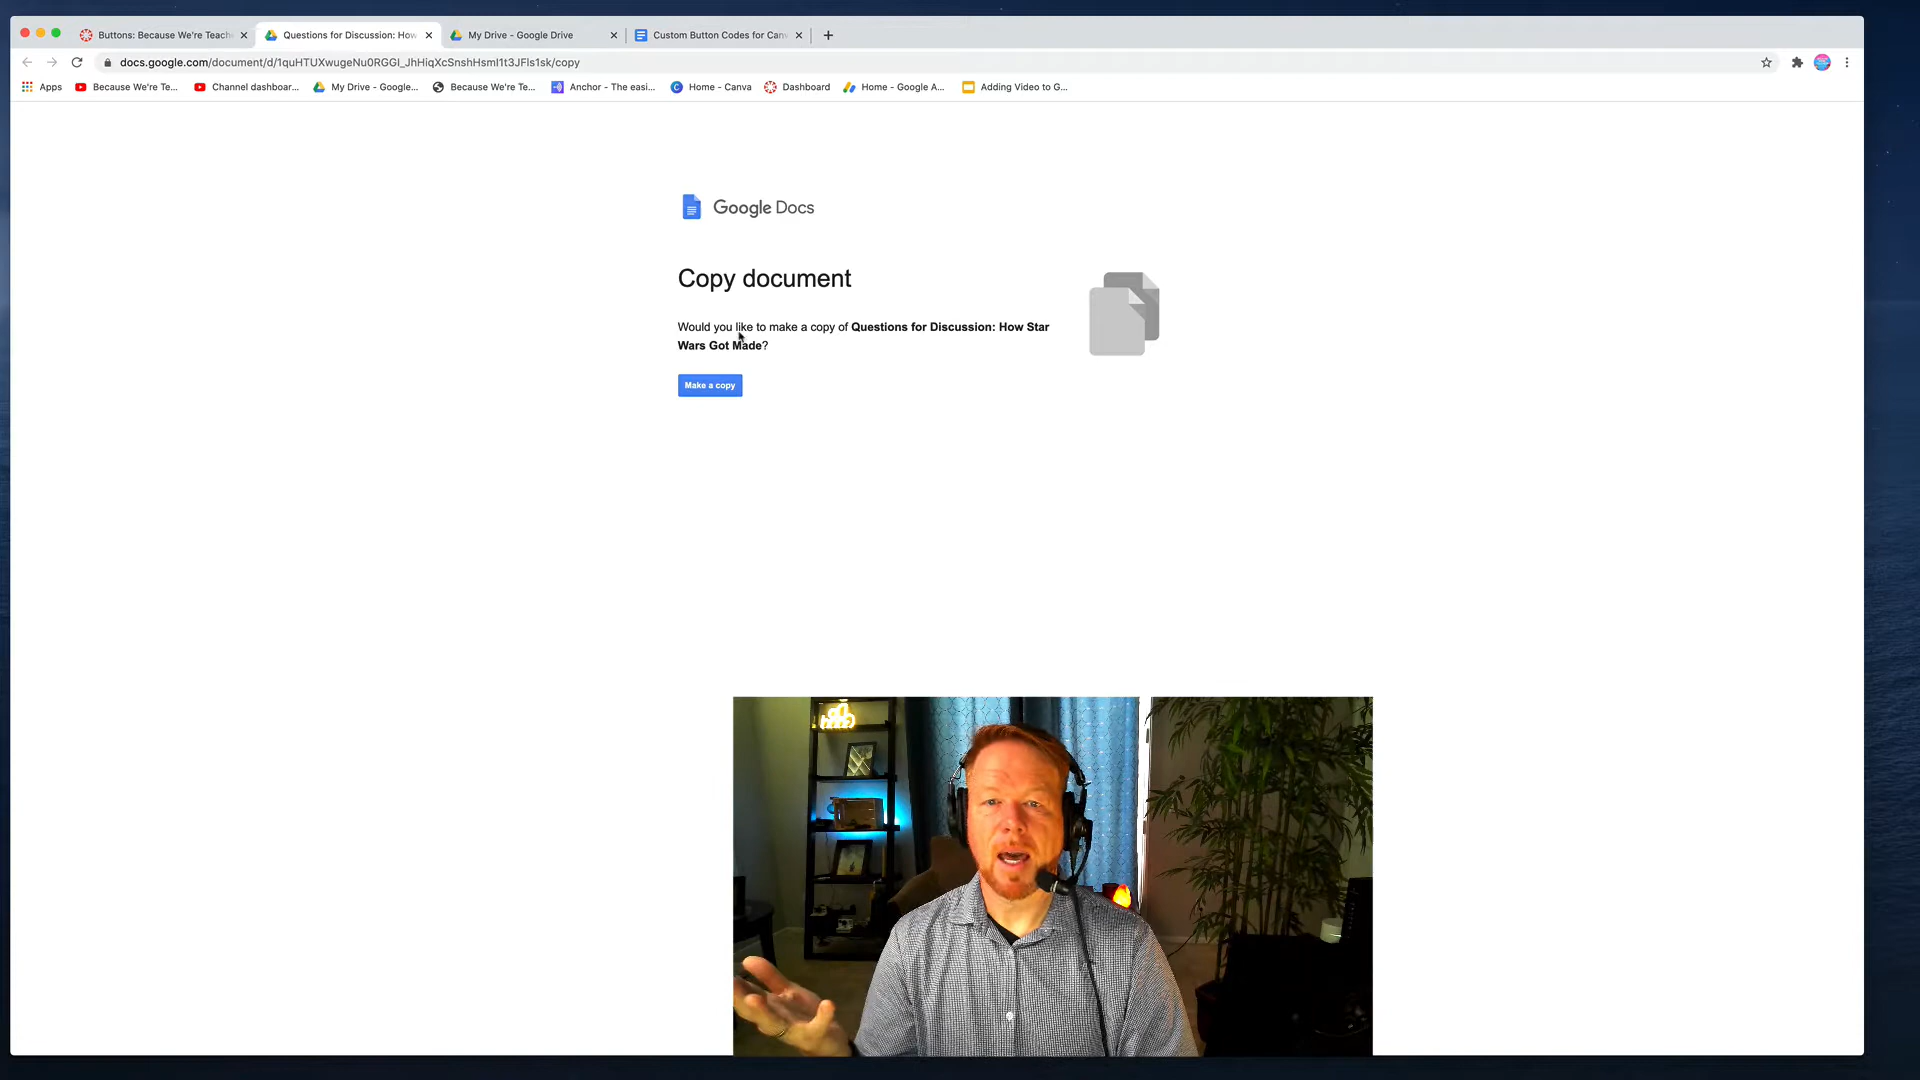 Buttons: Because We're Teach
Questions for Discussion: How
My Drive - Google Drive
Custom Button Codes for Can
docs.google.com/document/d/1quHTUXwugeNu0RGGI_JhHiqXcSnshHsmI1t3JFIs1sk/copy
Apps
Because We're Te...
Channel dashboar...
My Drive - Google...
Because We're Te...
Anchor - The easi...
Home - Canva
Dashboard
Home - Google A...
Adding Video to G...
Google Docs
Copy document
Would you like to make a copy of Questions for Discussion: How Star
Wars Got Made?
Make a copy